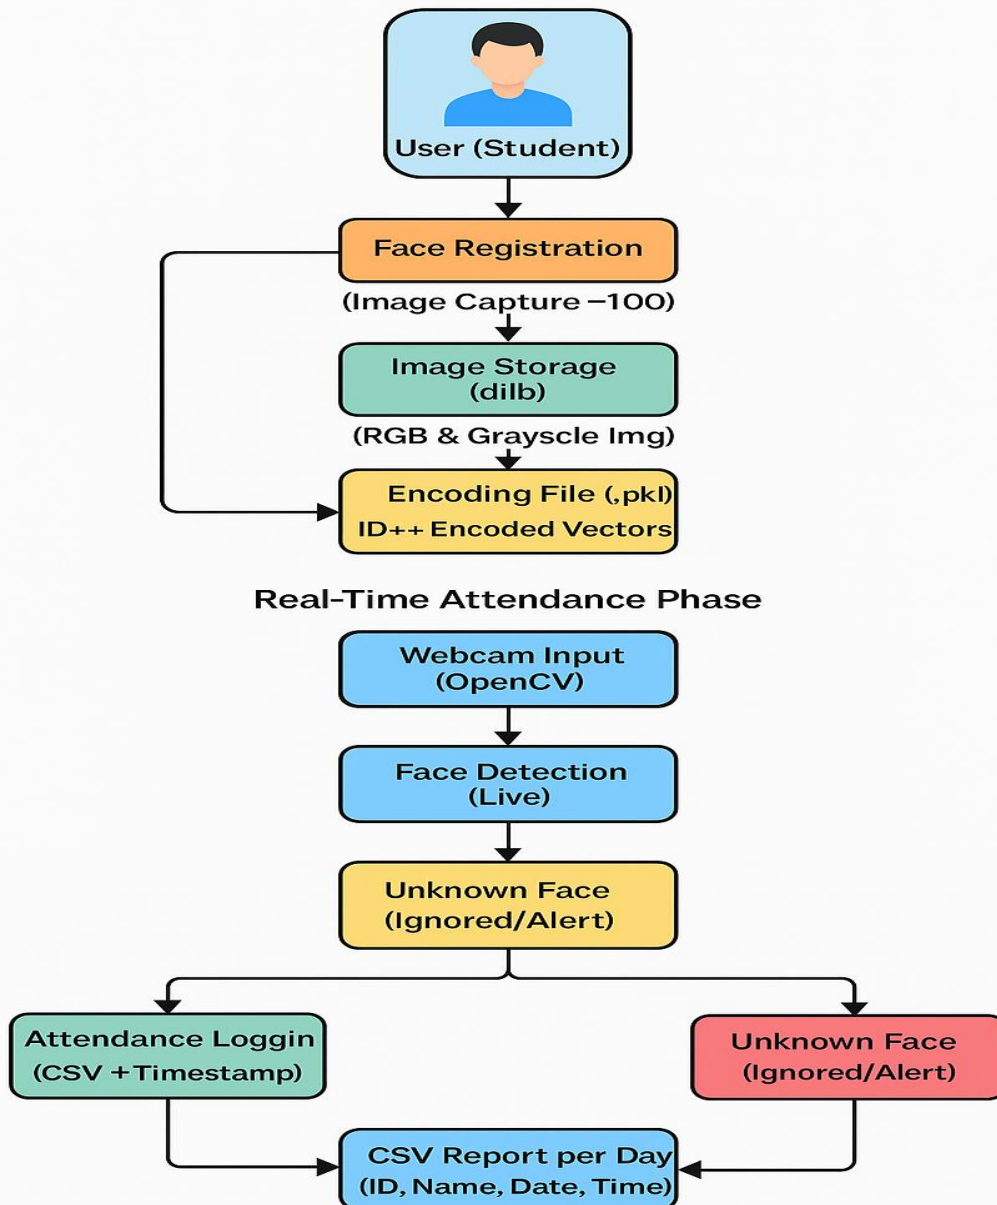 User (Student)
Face Registration
(Image Capture –100)
Image Storage
(dilb)
(RGB & Grayscle Img)
Encoding File (,pkl)
ID++ Encoded Vectors
Real-Time Attendance Phase
Webcam Input
(OpenCV)
Face Detection
(Live)
Unknown Face
(Ignored/Alert)
Attendance Loggin
(CSV + Timestamp)
Unknown Face
(Ignored/Alert)
CSV Report per Day
(ID, Name, Date, Time)